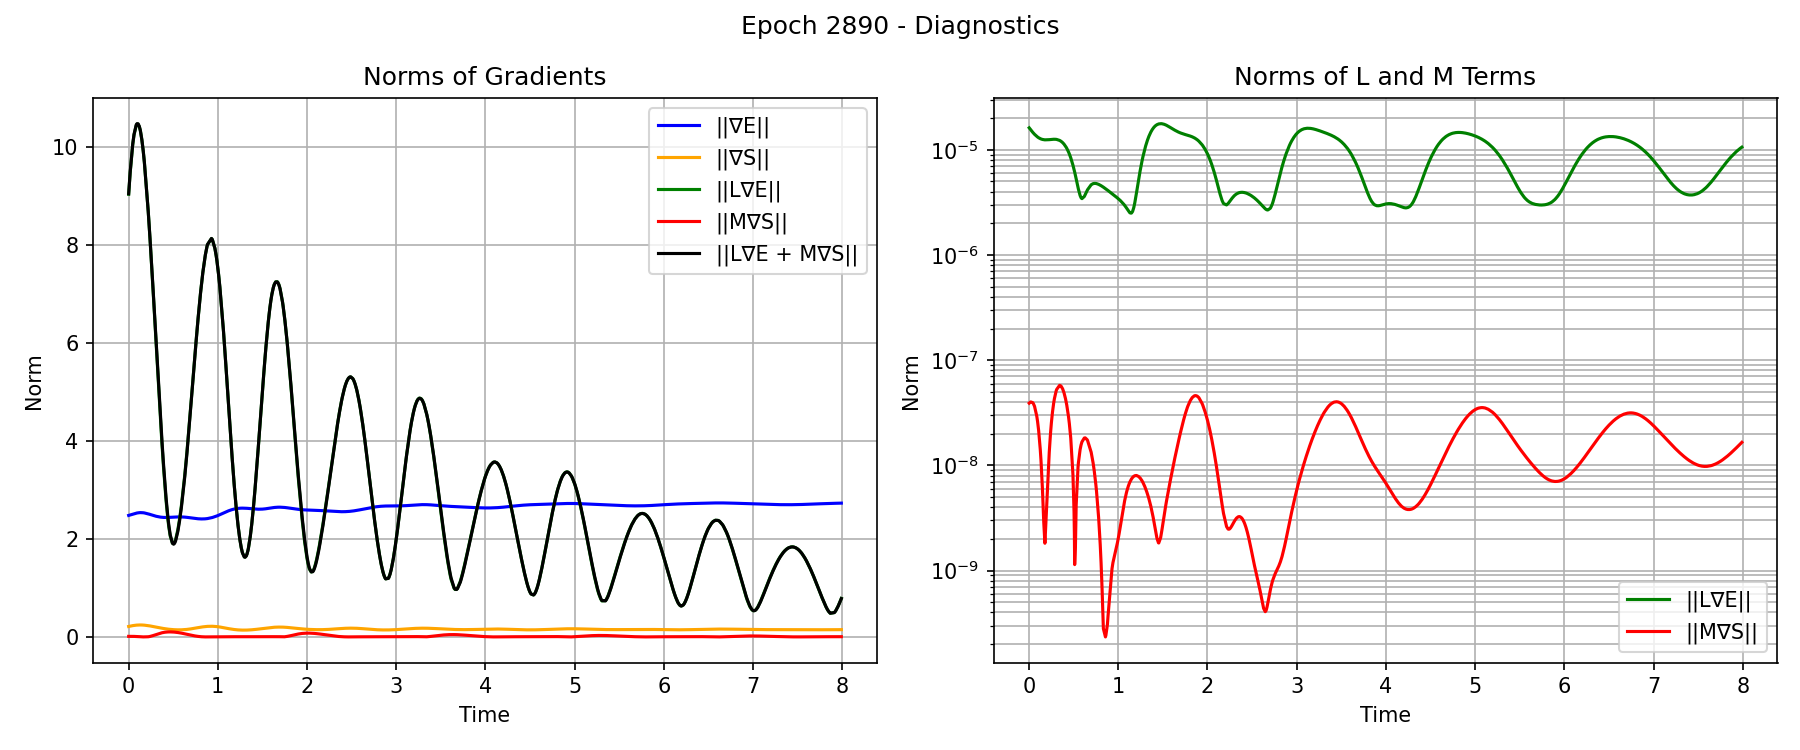 Epoch 2890 - Diagnostics
Norms of Gradients
Norm
10
8
6
4
2
0
0 1 2 3 4 5 6 7 8
Time
||∇E||
||∇S||
||L∇E||
||M∇S||
||L∇E + M∇S||
Norms of L and M Terms
Norm
10⁻⁵
10⁻⁶
10⁻⁷
10⁻⁸
10⁻⁹
0 1 2 3 4 5 6 7 8
Time
||L∇E||
||M∇S||